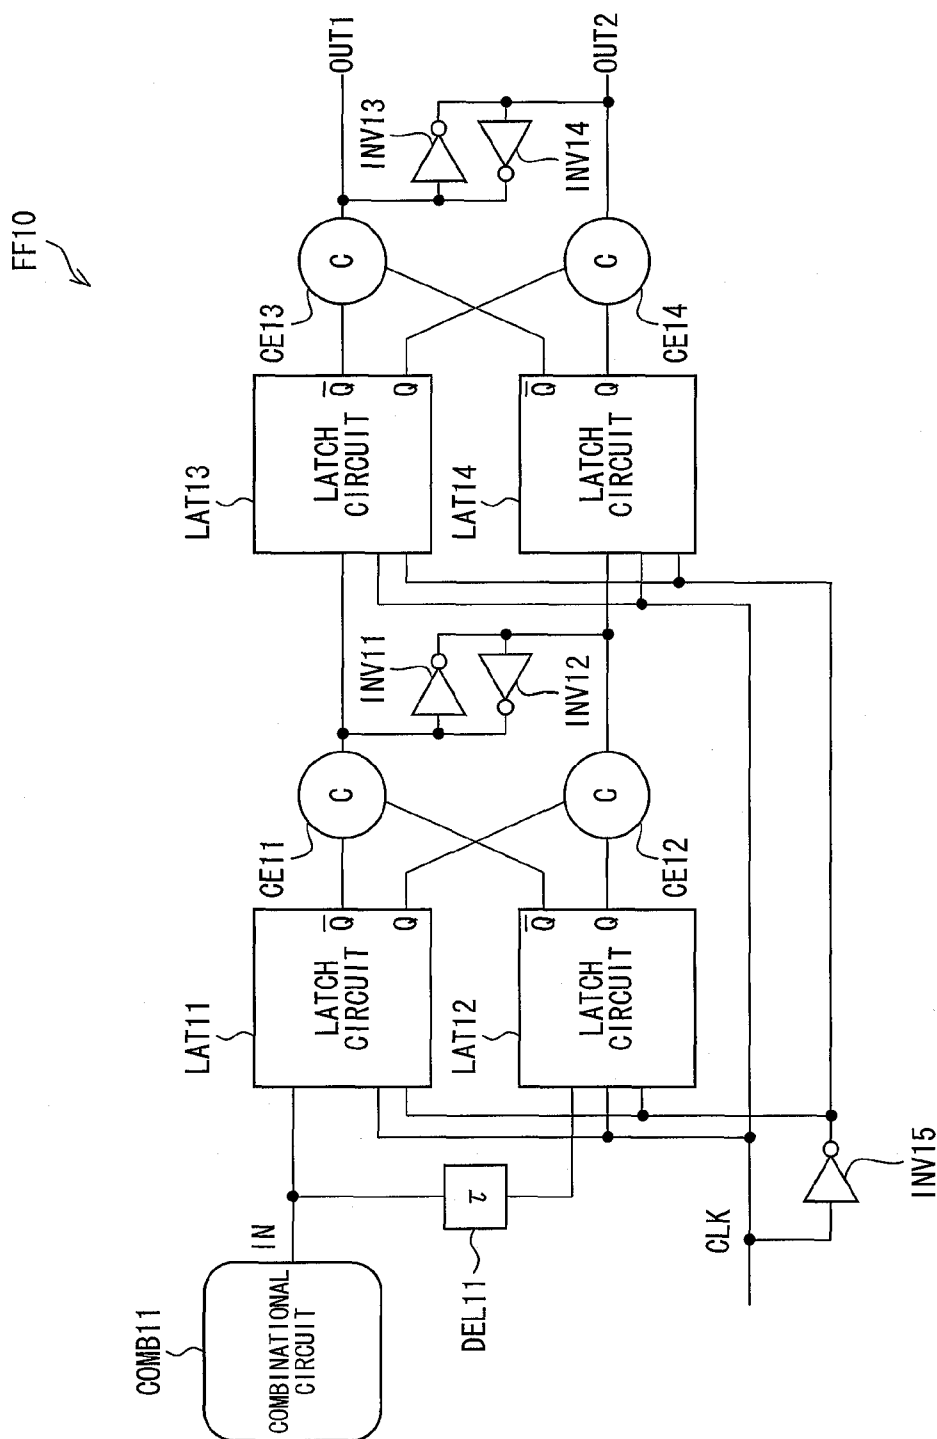 FF10
COMB11
COMBINATIONAL
CIRCUIT
IN
DEL11
τ
CLK
INV15
LAT11
LATCH
CIRCUIT
Q̅
Q
LAT12
LATCH
CIRCUIT
Q̅
Q
CE11
C
CE12
C
INV11
INV12
LAT13
LATCH
CIRCUIT
Q̅
Q
LAT14
LATCH
CIRCUIT
Q̅
Q
CE13
C
CE14
C
INV13
INV14
OUT1
OUT2